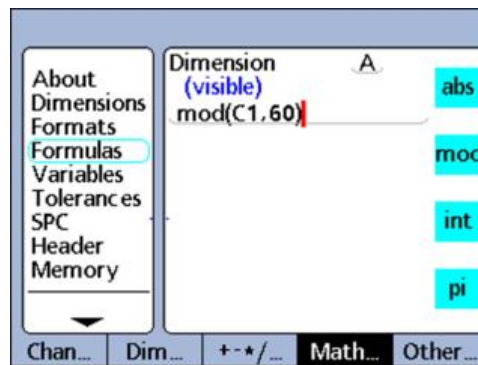 About
Dimensions
Formats
Formulas
Variables
Tolerances
SPC
Header
Memory
Dimension A
(visible)
mod(C1,60)
abs
mod
int
pi
Chan... Dim... +-*/... Math... Other...